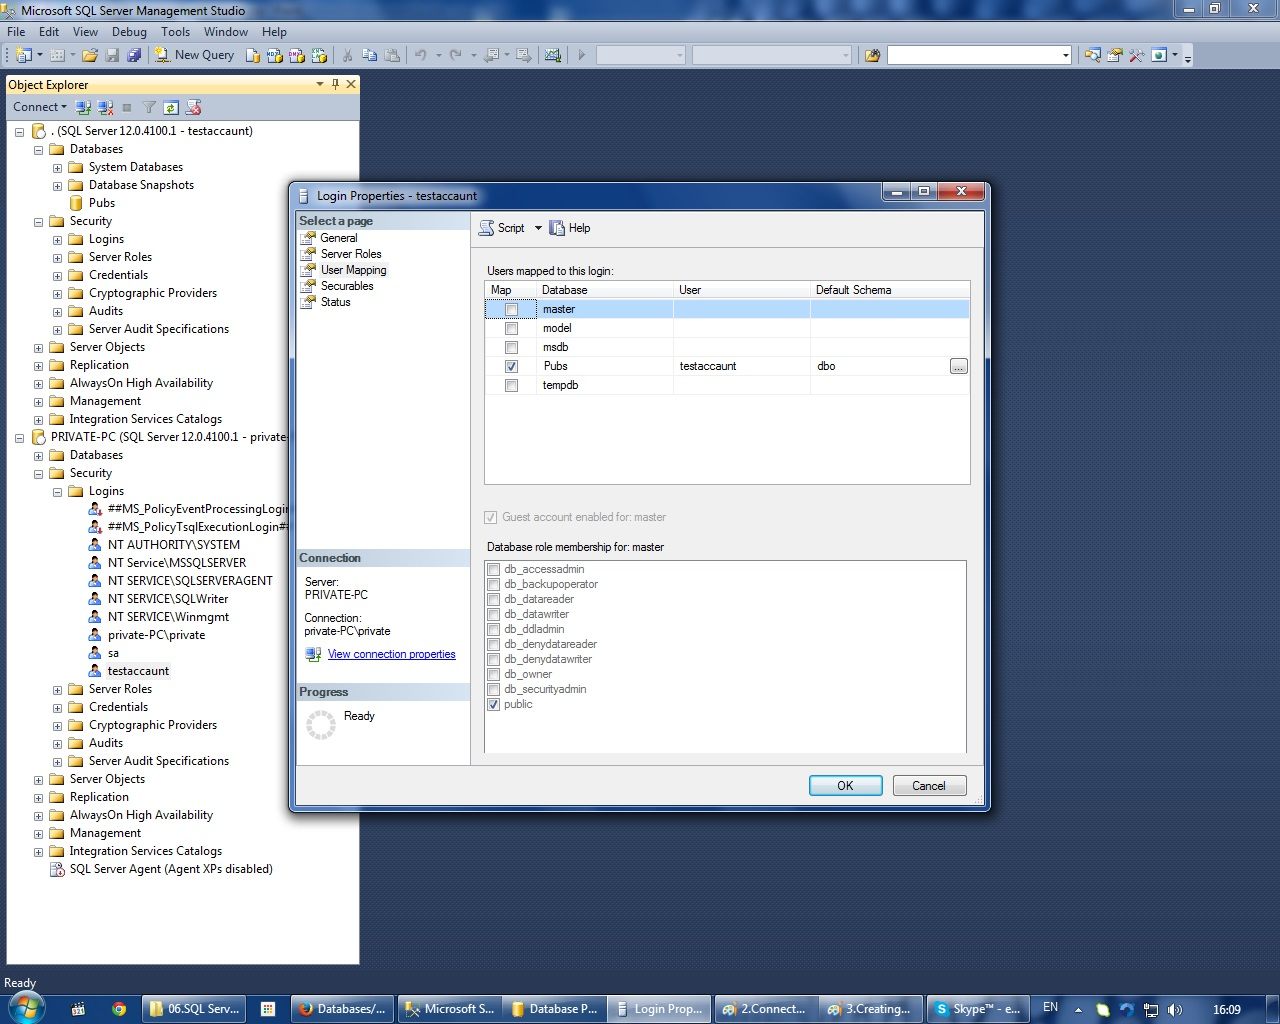 Microsoft SQL Server Management Studio
File Edit View Debug Tools Window Help
New Query
Object Explorer
Connect
. (SQL Server 12.0.4100.1 - testaccaunt)
Databases
System Databases
Database Snapshots
Pubs
Security
Logins
Server Roles
Credentials
Cryptographic Providers
Audits
Server Audit Specifications
Server Objects
Replication
AlwaysOn High Availability
Management
Integration Services Catalogs
PRIVATE-PC (SQL Server 12.0.4100.1 - private-
Databases
Security
Logins
##MS_PolicyEventProcessingLogin
##MS_PolicyTsqlExecutionLogin##
NT AUTHORITY\SYSTEM
NT Service\MSSQLSERVER
NT SERVICE\SQLSERVERAGENT
NT SERVICE\SQLWriter
NT SERVICE\Winmgmt
private-PC\private
sa
testaccaunt
Server Roles
Credentials
Cryptographic Providers
Audits
Server Audit Specifications
Server Objects
Replication
AlwaysOn High Availability
Management
Integration Services Catalogs
SQL Server Agent (Agent XPs disabled)
Login Properties - testaccaunt
Select a page
General
Server Roles
User Mapping
Securables
Status
Connection
Server:
PRIVATE-PC
Connection:
private-PC\private
View connection properties
Progress
Ready
Script Help
Users mapped to this login:
Map Database User Default Schema
master
model
msdb
Pubs testaccaunt dbo ...
tempdb
Guest account enabled for: master
Database role membership for: master
db_accessadmin
db_backupoperator
db_datareader
db_datawriter
db_ddladmin
db_denydatareader
db_denydatawriter
db_owner
db_securityadmin
public
OK Cancel
Ready
06.SQL Serv... Databases/... Microsoft S... Database P... Login Prop... 2.Connect... 3.Creating... Skype™ - e... EN 16:09